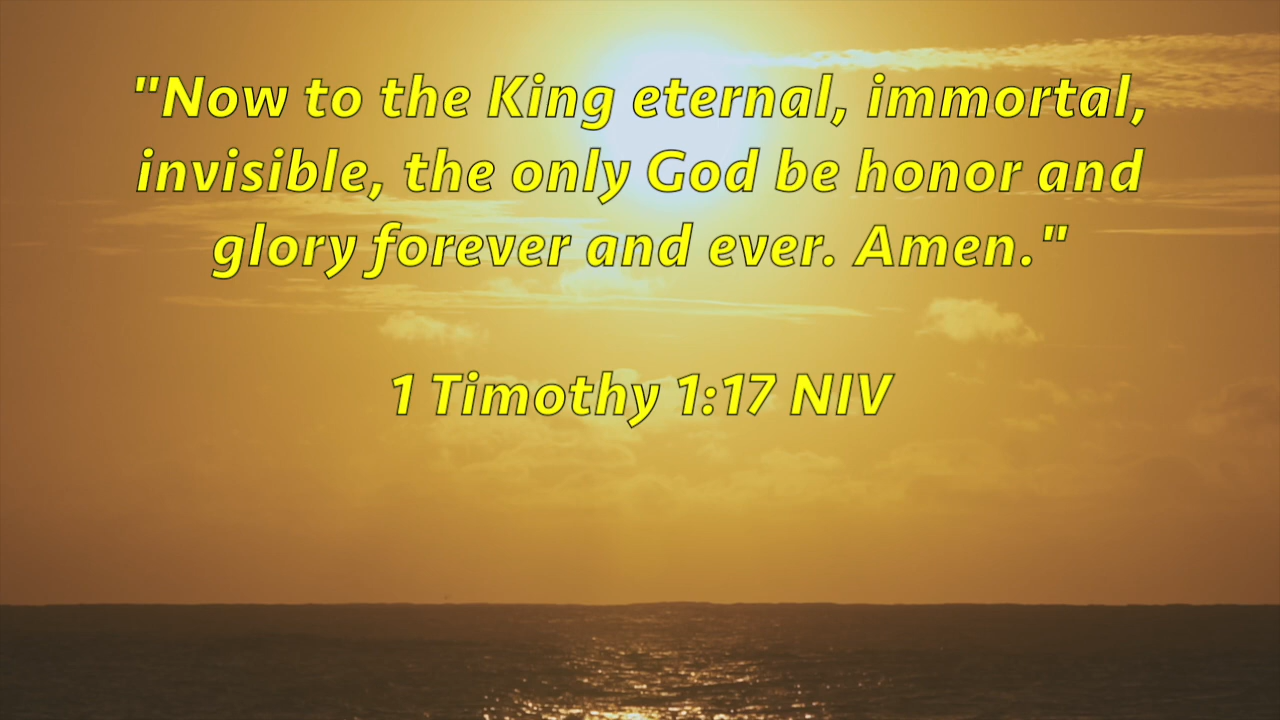 "Now to the King eternal, immortal,
invisible, the only God be honor and
glory forever and ever. Amen."
1 Timothy 1:17 NIV